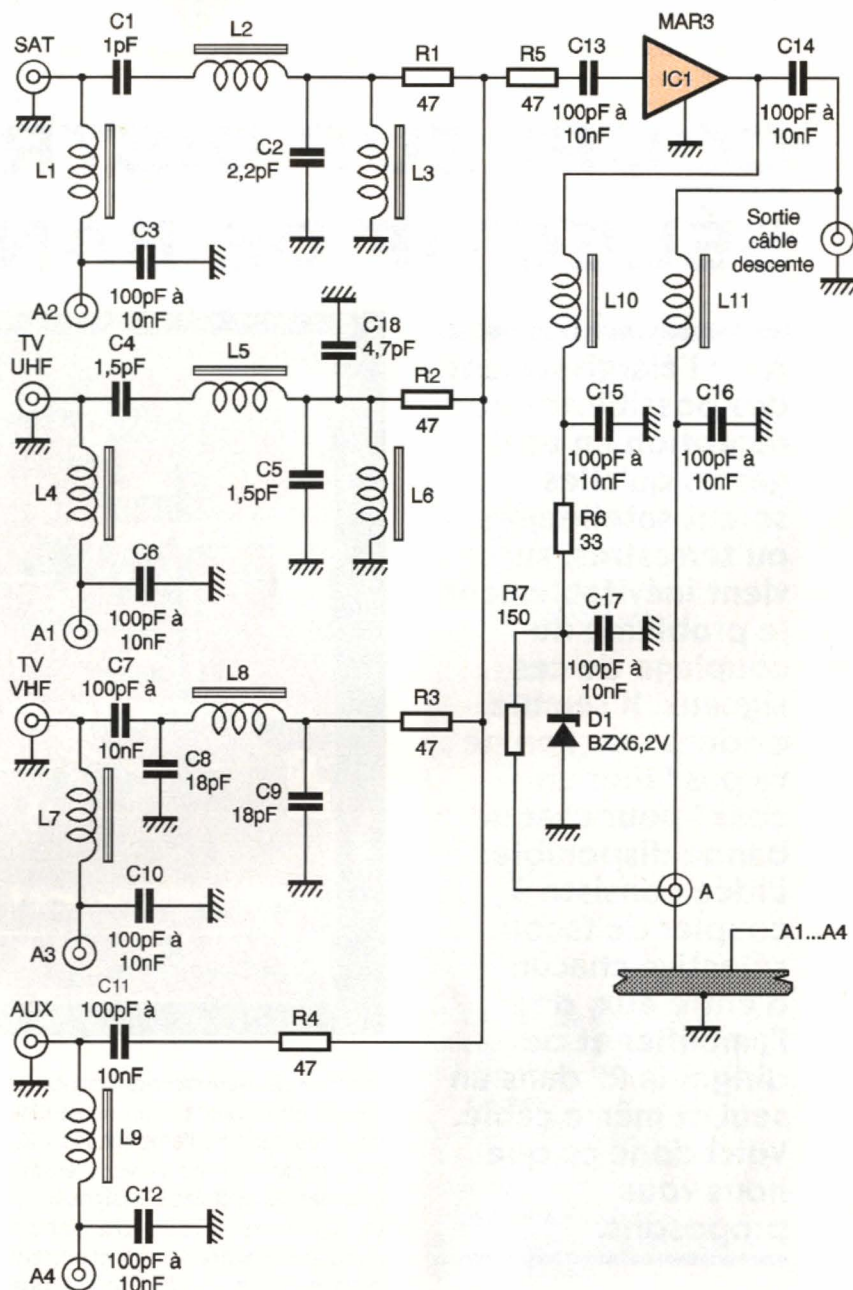 MAR3
C1
1pF
SAT
L2
R1
47
R5
47
C13
100pF à
10nF
IC1
C14
100pF à
10nF
L1
C2
2,2pF
L3
C3
100pF à
10nF
A2
Sortie
câble
descente
L10
L11
TV
UHF
C4
1,5pF
L5
C18
4,7pF
R2
47
L4
C5
1,5pF
L6
C15
100pF à
10nF
C16
100pF à
10nF
C6
100pF à
10nF
A1
R6
33
R7
150
C17
100pF à
10nF
TV
VHF
C7
100pF à
10nF
L8
R3
47
C8
18pF
C9
18pF
D1
BZX6,2V
L7
C10
100pF à
10nF
A3
A
A1...A4
AUX
C11
100pF à
10nF
R4
47
L9
C12
100pF à
10nF
A4